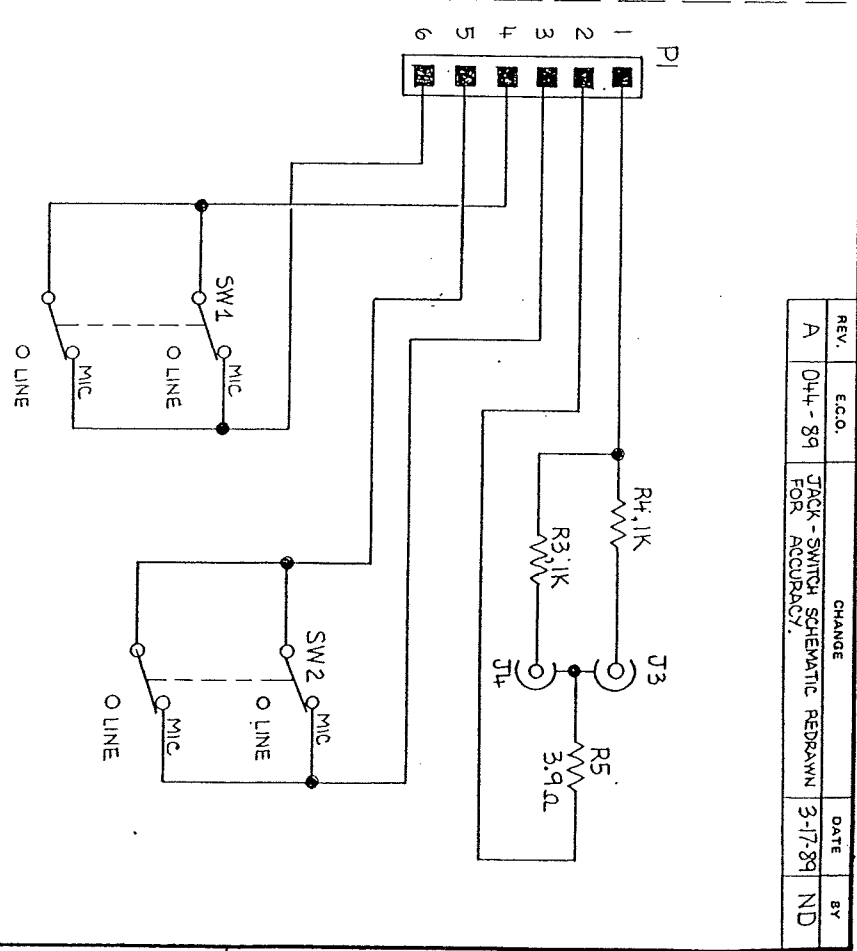 REV. E.C.O. CHANGE DATE BY
A 044-89 JACK-SWITCH SCHEMATIC REDRAWN 3-17-89 ND
FOR ACCURACY.
P1
1
2
3
4
5
6
R4, 1K
R3, 1K
J3
J4
R5
3.9Ω
SW1
MIC
LINE
MIC
LINE
SW2
MIC
LINE
MIC
LINE